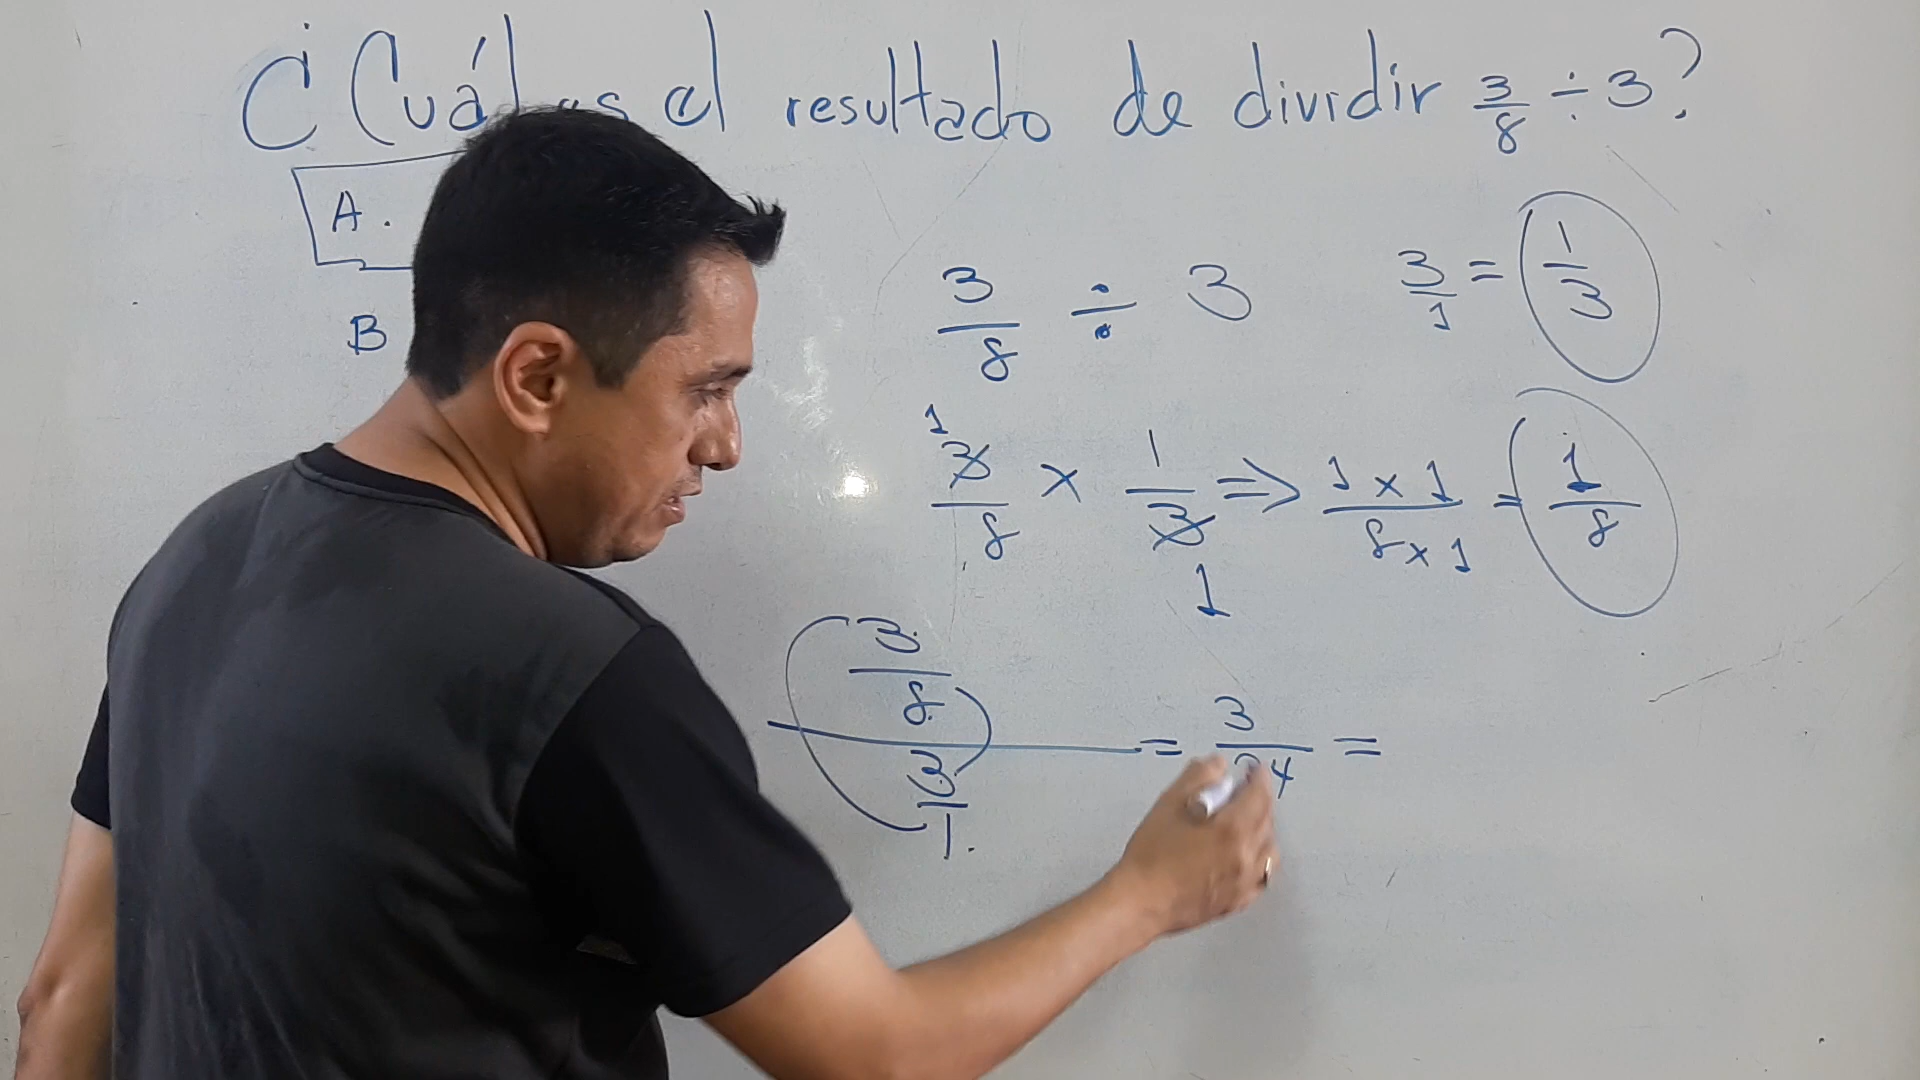 ¿Cuál es el resultado de dividir 3/8 ÷ 3?
A.
B
3/8 ÷ 3
3/1 = 1/3
1
3/8 × 1/3 ⇒ 1×1/8×1 = 1/8
1
3/8 / 3/1 = 3/24 =